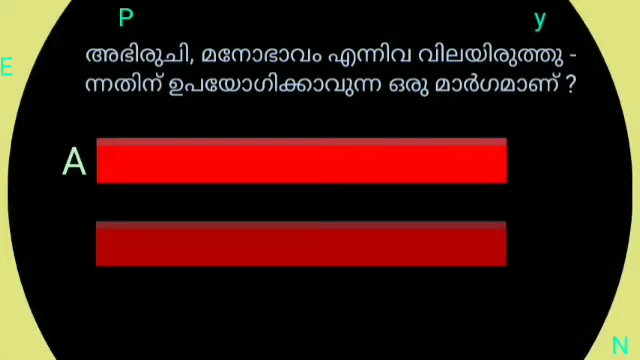 P
y
E
അഭിരുചി, മനോഭാവം എന്നിവ വിലയിരുത്തു -
ന്നതിന് ഉപയോഗിക്കാവുന്ന ഒരു മാർഗമാണ് ?
A
N